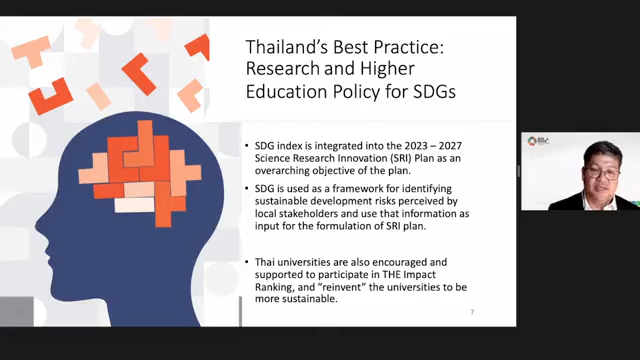 Thailand's Best Practice:
Research and Higher
Education Policy for SDGs
• SDG index is integrated into the 2023 – 2027
Science Research Innovation (SRI) Plan as an
overarching objective of the plan.
• SDG is used as a framework for identifying
sustainable development risks perceived by
local stakeholders and use that information as
input for the formulation of SRI plan.
• Thai universities are also encouraged and
supported to participate in THE Impact
Ranking, and "reinvent" the universities to be
more sustainable.
7